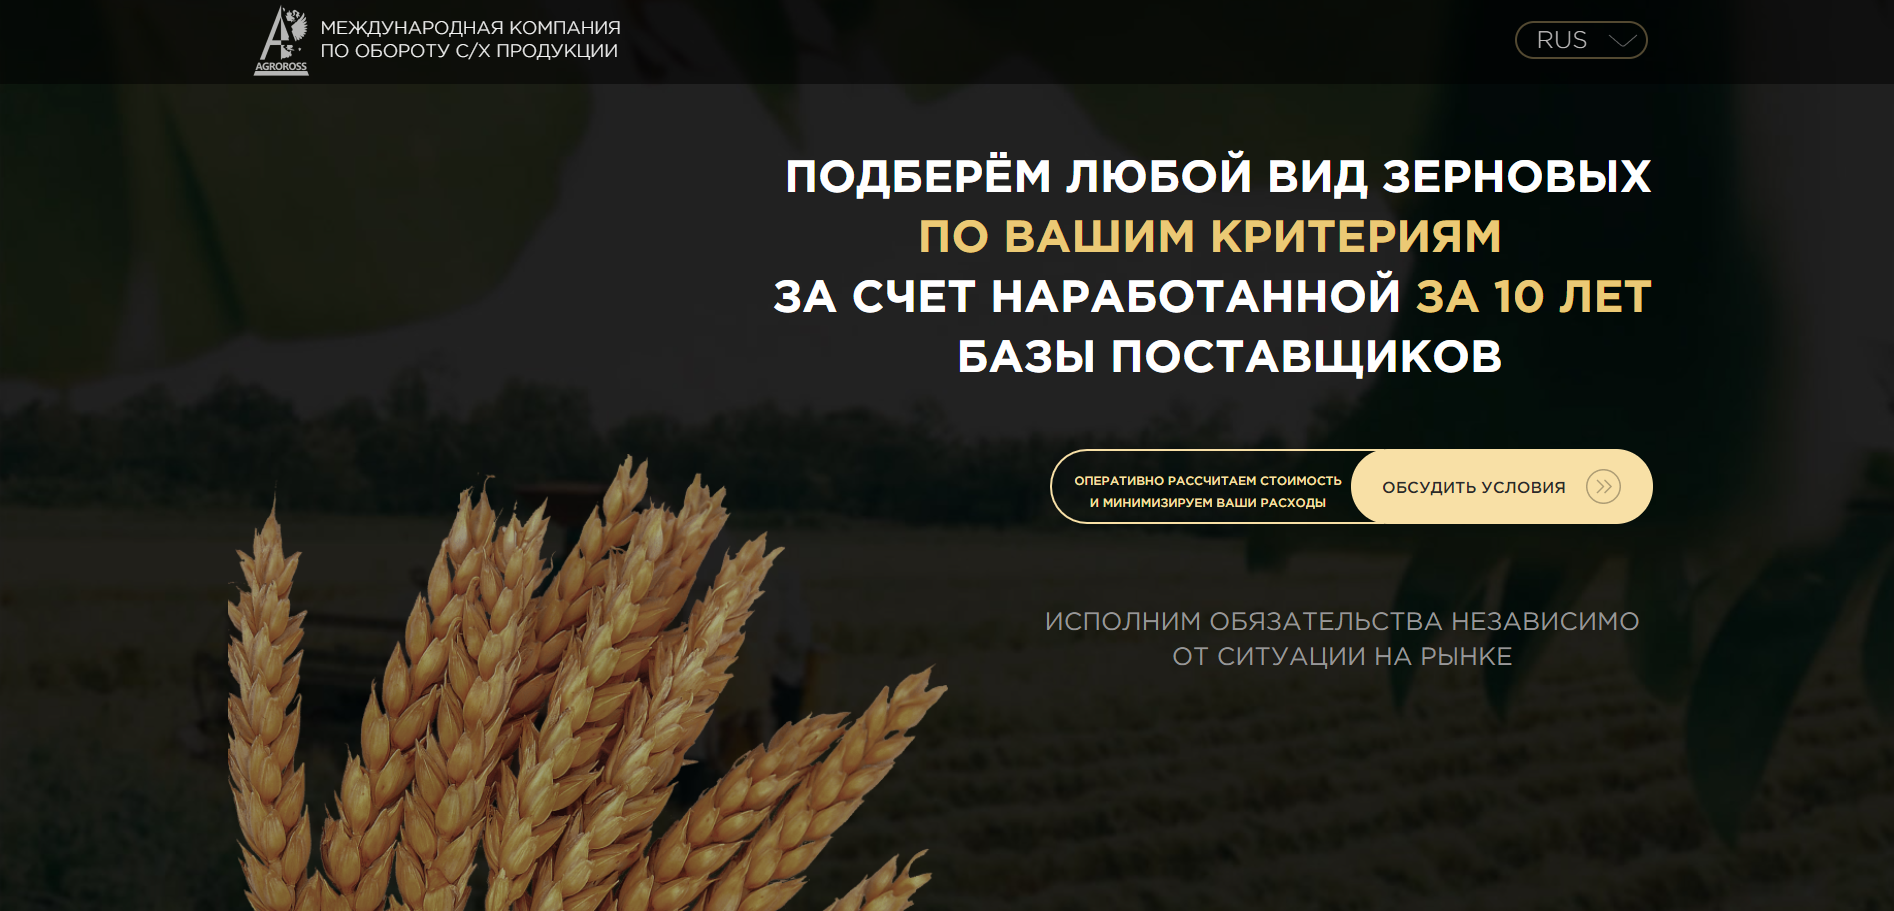 AGROROSS
МЕЖДУНАРОДНАЯ КОМПАНИЯ
ПО ОБОРОТУ С/Х ПРОДУКЦИИ
RUS
ПОДБЕРЁМ ЛЮБОЙ ВИД ЗЕРНОВЫХ
ПО ВАШИМ КРИТЕРИЯМ
ЗА СЧЕТ НАРАБОТАННОЙ ЗА 10 ЛЕТ
БАЗЫ ПОСТАВЩИКОВ
ОПЕРАТИВНО РАССЧИТАЕМ СТОИМОСТЬ
И МИНИМИЗИРУЕМ ВАШИ РАСХОДЫ
ОБСУДИТЬ УСЛОВИЯ
ИСПОЛНИМ ОБЯЗАТЕЛЬСТВА НЕЗАВИСИМО
ОТ СИТУАЦИИ НА РЫНКЕ